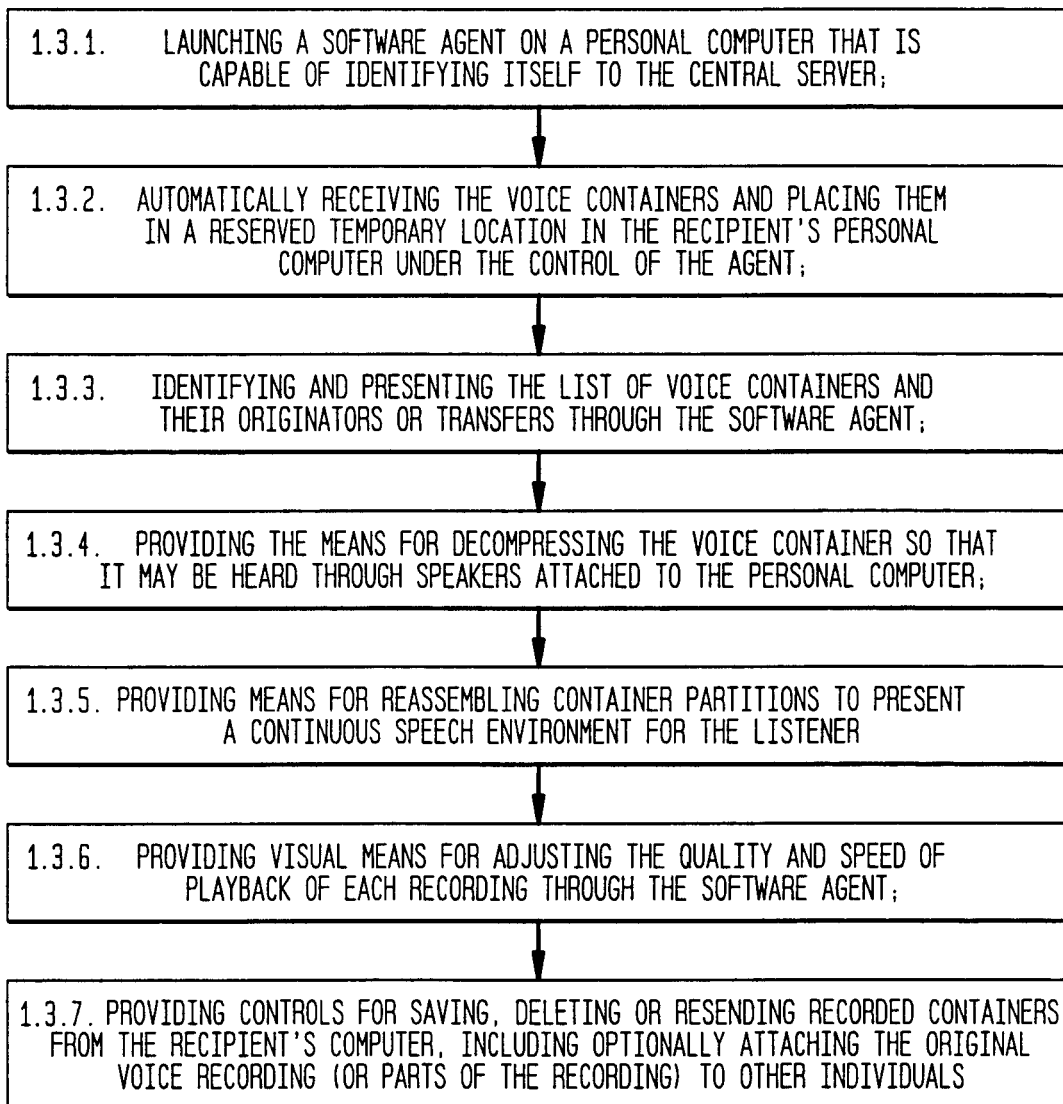 1.3.1. LAUNCHING A SOFTWARE AGENT ON A PERSONAL COMPUTER THAT IS
CAPABLE OF IDENTIFYING ITSELF TO THE CENTRAL SERVER;
1.3.2. AUTOMATICALLY RECEIVING THE VOICE CONTAINERS AND PLACING THEM
IN A RESERVED TEMPORARY LOCATION IN THE RECIPIENT'S PERSONAL
COMPUTER UNDER THE CONTROL OF THE AGENT;
1.3.3. IDENTIFYING AND PRESENTING THE LIST OF VOICE CONTAINERS AND
THEIR ORIGINATORS OR TRANSFERS THROUGH THE SOFTWARE AGENT;
1.3.4. PROVIDING THE MEANS FOR DECOMPRESSING THE VOICE CONTAINER SO THAT
IT MAY BE HEARD THROUGH SPEAKERS ATTACHED TO THE PERSONAL COMPUTER;
1.3.5. PROVIDING MEANS FOR REASSEMBLING CONTAINER PARTITIONS TO PRESENT
A CONTINUOUS SPEECH ENVIRONMENT FOR THE LISTENER
1.3.6. PROVIDING VISUAL MEANS FOR ADJUSTING THE QUALITY AND SPEED OF
PLAYBACK OF EACH RECORDING THROUGH THE SOFTWARE AGENT;
1.3.7. PROVIDING CONTROLS FOR SAVING, DELETING OR RESENDING RECORDED CONTAINERS
FROM THE RECIPIENT'S COMPUTER, INCLUDING OPTIONALLY ATTACHING THE ORIGINAL
VOICE RECORDING (OR PARTS OF THE RECORDING) TO OTHER INDIVIDUALS